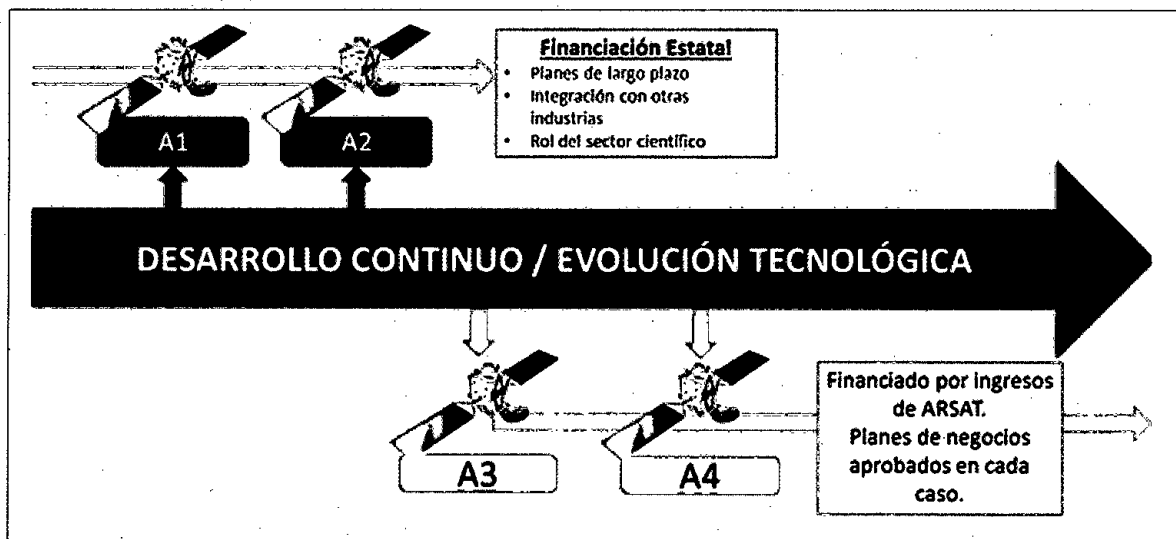 Financiación Estatal
• Planes de largo plazo
• Integración con otras
industrias
• Rol del sector científico
A1
A2
DESARROLLO CONTINUO / EVOLUCIÓN TECNOLÓGICA
A3
A4
Financiado por ingresos
de ARSAT.
Planes de negocios
aprobados en cada
caso.